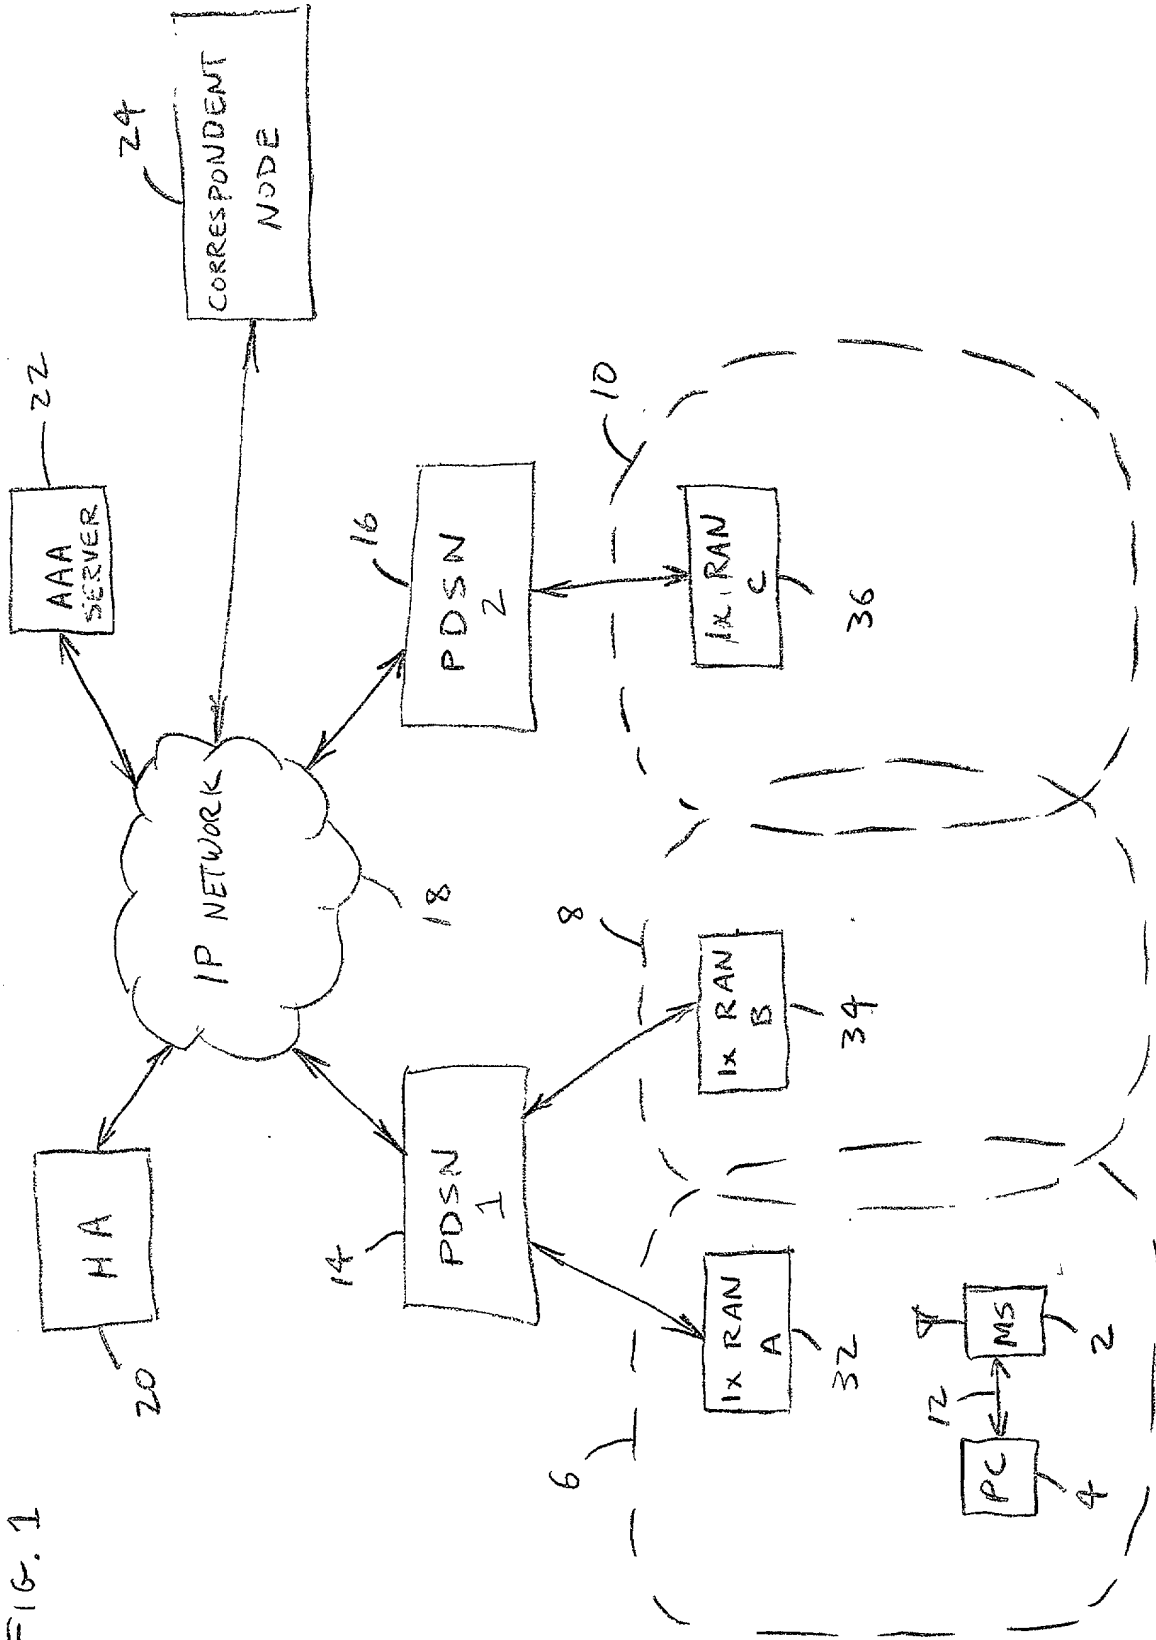 FIG. 1
HA
20
AAA
SERVER
22
24
CORRESPONDENT
NODE
IP NETWORK
18
14
PDSN
1
16
PDSN
2
6
8
10
1x RAN
A
32
1x RAN
B
34
1x RAN
C
36
PC
4
12
MS
2